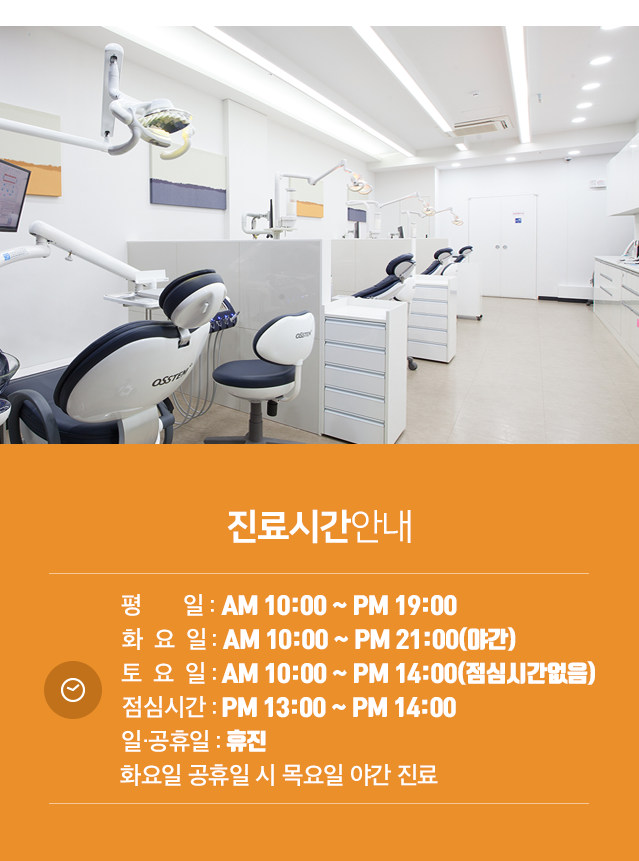 OSSTEM
OSSTEM
진료시간안내
평 일 : AM 10:00 ~ PM 19:00
화 요 일 : AM 10:00 ~ PM 21:00(야간)
토 요 일 : AM 10:00 ~ PM 14:00(점심시간없음)
점심시간 : PM 13:00 ~ PM 14:00
일·공휴일 : 휴진
화요일 공휴일 시 목요일 야간 진료